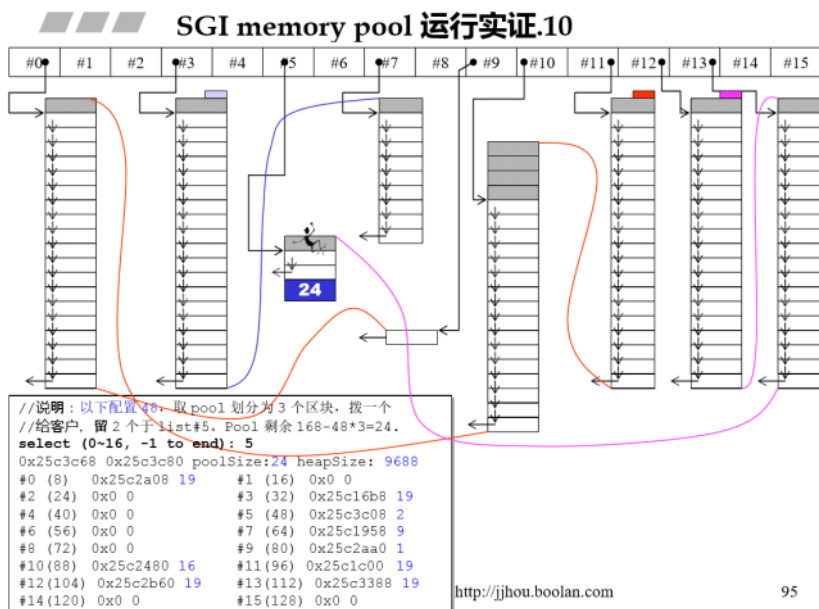 SGI memory pool 运行实证.10
#0 #1 #2 #3 #4 #5 #6 #7 #8 #9 #10 #11 #12 #13 #14 #15
24
//说明：以下配置48，取pool划分为3个区块，拨一个
//给客户，留2个于list#5。Pool剩余168-48*3=24.
select (0~16, -1 to end): 5
0x25c3c68 0x25c3c80 poolSize:24 heapSize: 9688
#0 (8) 0x25c2a08 19 #1 (16) 0x0 0
#2 (24) 0x0 0 #3 (32) 0x25c16b8 19
#4 (40) 0x0 0 #5 (48) 0x25c3c08 2
#6 (56) 0x0 0 #7 (64) 0x25c1958 9
#8 (72) 0x0 0 #9 (80) 0x25c2aa0 1
#10(88) 0x25c2480 16 #11(96) 0x25c1c00 19
#12(104) 0x25c2b60 19 #13(112) 0x25c3388 19
#14(120) 0x0 0 #15(128) 0x0 0
http://jjhou.boolan.com 95